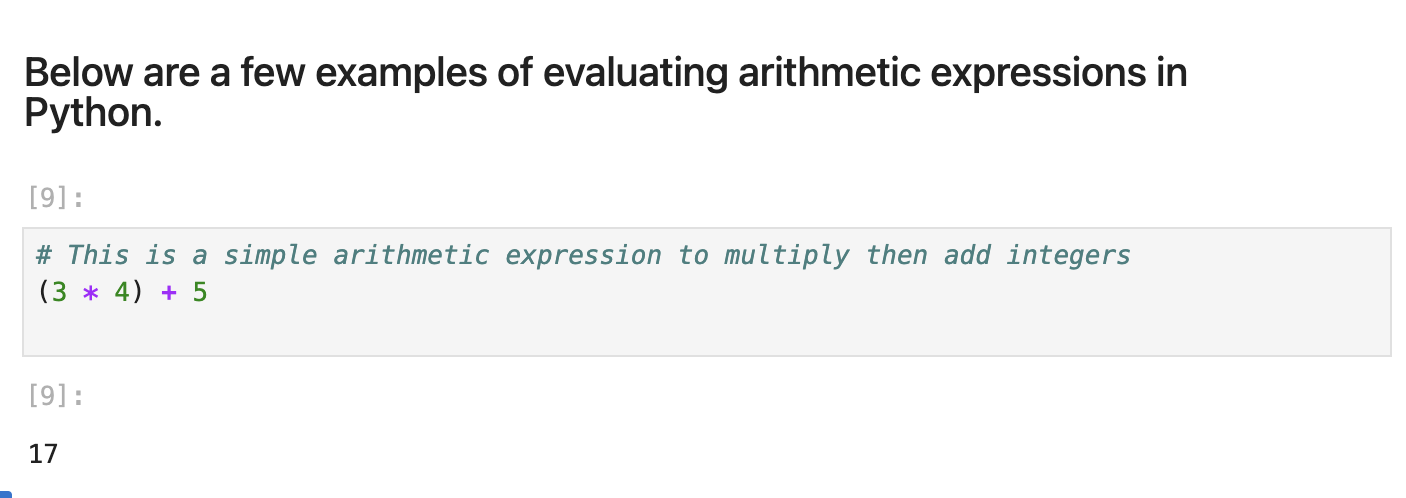 Below are a few examples of evaluating arithmetic expressions in
Python.
[9]:
# This is a simple arithmetic expression to multiply then add integers
(3 * 4) + 5
[9]:
17